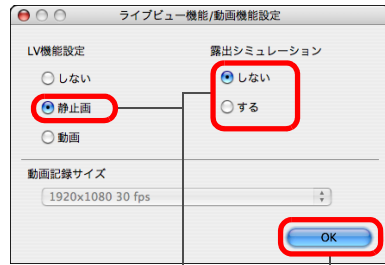 ライブビュー機能/動画機能設定
LV機能設定
しない
静止画
動画
露出シミュレーション
しない
する
動画記録サイズ
1920x1080 30 fps
OK